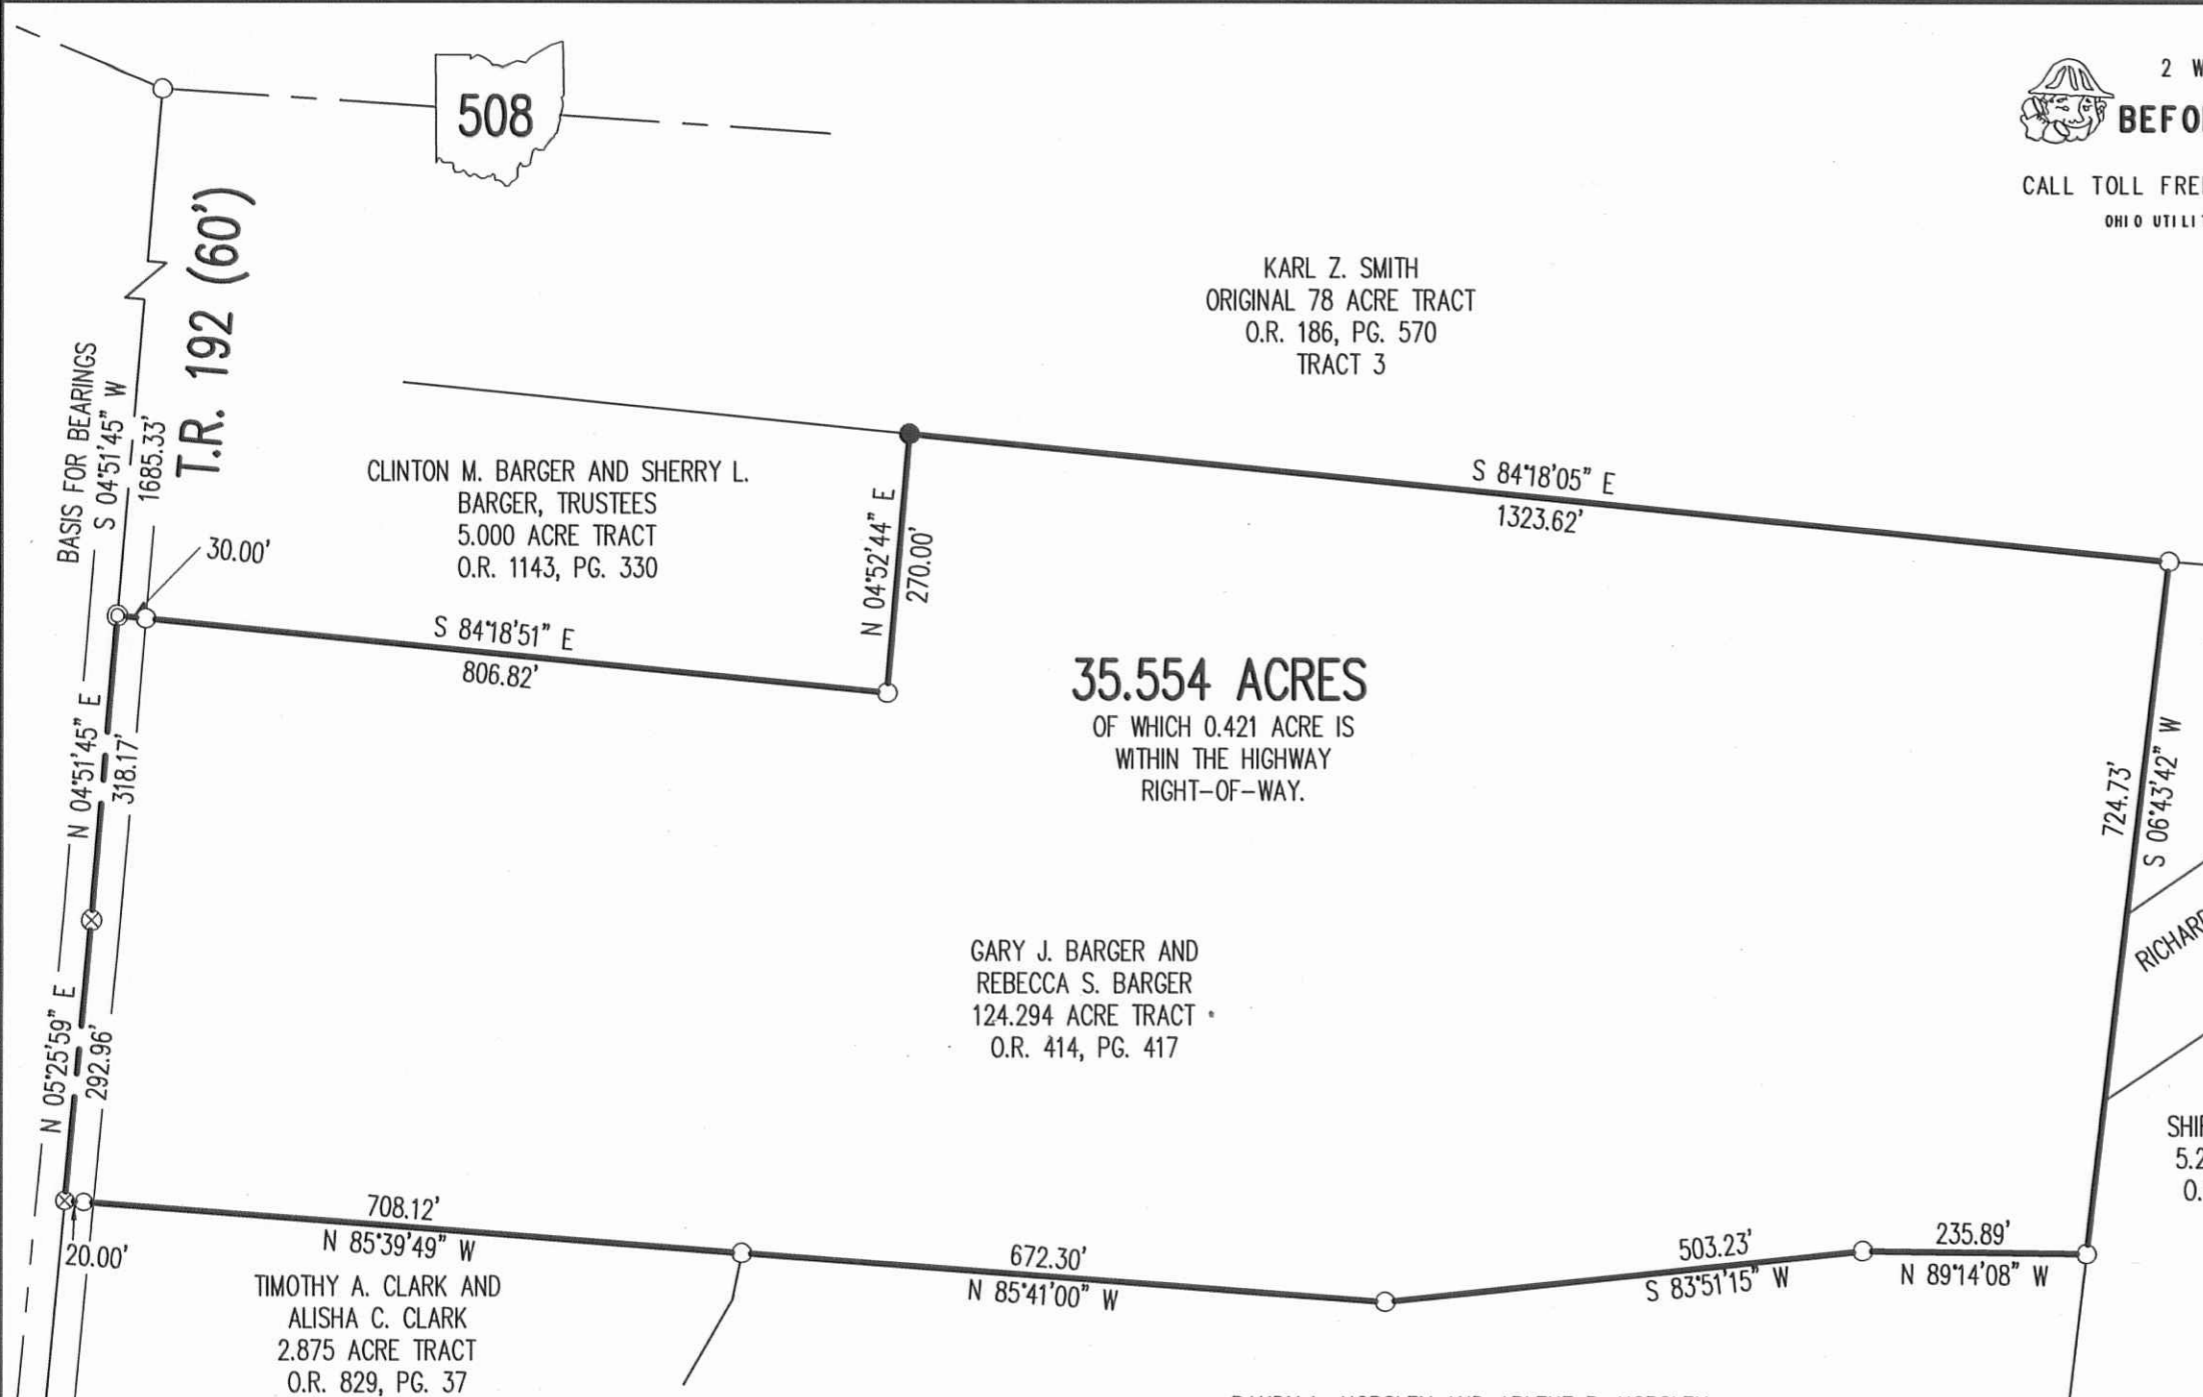 508
2 W
BEFO
CALL TOLL FREE
OHIO UTILI
T.R. 192 (60')
KARL Z. SMITH
ORIGINAL 78 ACRE TRACT
O.R. 186, PG. 570
TRACT 3
BASIS FOR BEARINGS
S 04°51'45" W
1685.33'
30.00'
CLINTON M. BARGER AND SHERRY L.
BARGER, TRUSTEES
5.000 ACRE TRACT
O.R. 1143, PG. 330
N 04°52'44" E
270.00'
S 84°18'05" E
1323.62'
S 84°18'51" E
806.82'
35.554 ACRES
OF WHICH 0.421 ACRE IS
WITHIN THE HIGHWAY
RIGHT-OF-WAY.
N 04°51'45" E
318.17'
724.73'
S 06°43'42" W
RICHAR
GARY J. BARGER AND
REBECCA S. BARGER
124.294 ACRE TRACT
O.R. 414, PG. 417
N 05°25'59" E
292.96'
SHI
5.2
O.
20.00'
708.12'
N 85°39'49" W
672.30'
N 85°41'00" W
503.23'
S 83°51'15" W
235.89'
N 89°14'08" W
TIMOTHY A. CLARK AND
ALISHA C. CLARK
2.875 ACRE TRACT
O.R. 829, PG. 37